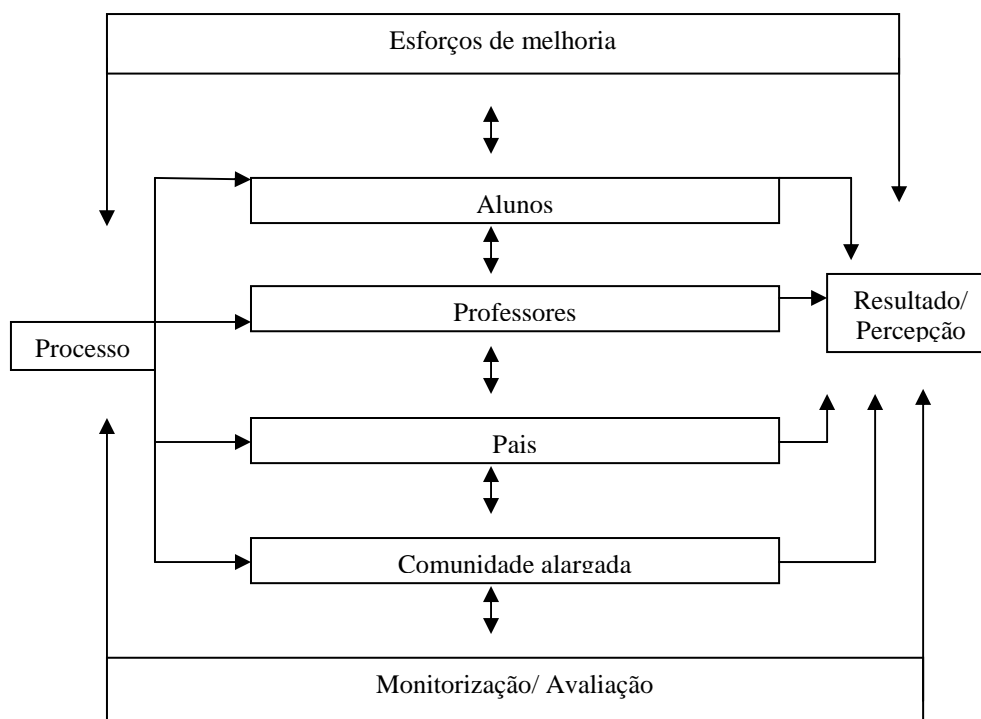 Esforços de melhoria
Alunos
Professores
Processo
Resultado/
Percepção
Pais
Comunidade alargada
Monitorização/ Avaliação